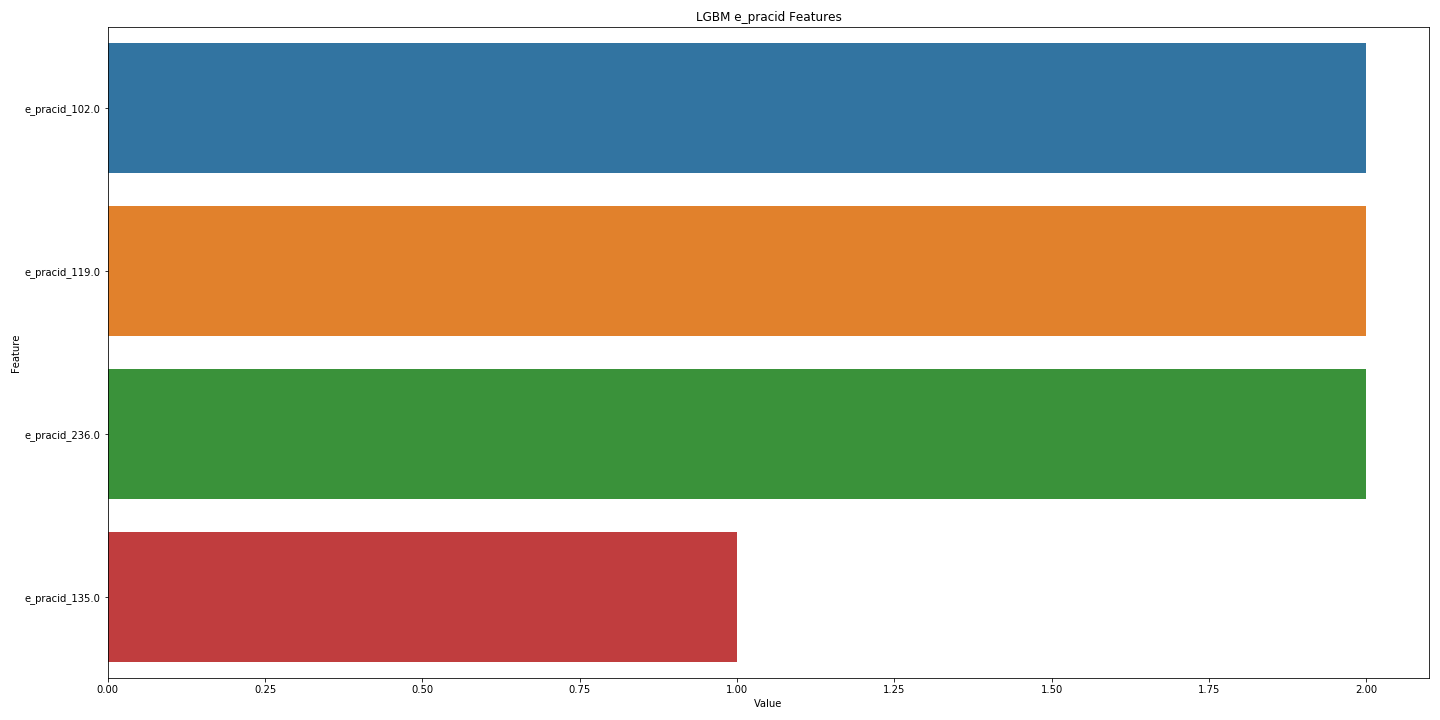 LGBM e_pracid Features
e_pracid_102.0
e_pracid_119.0
Feature
e_pracid_236.0
e_pracid_135.0
0.00 0.25 0.50 0.75 1.00 1.25 1.50 1.75 2.00
Value